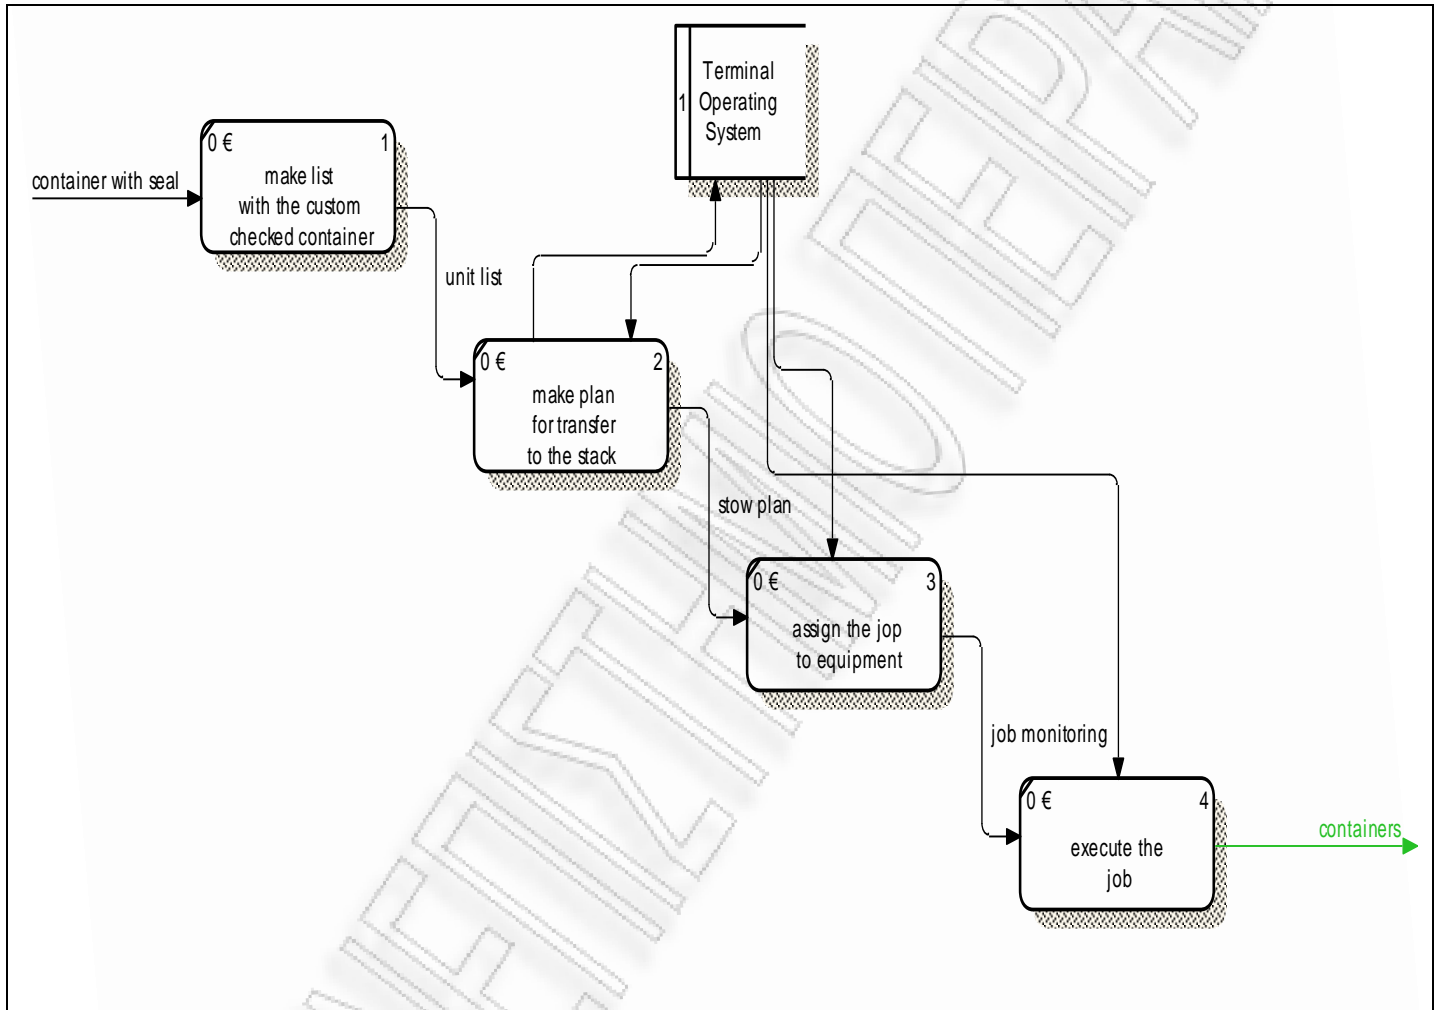 Terminal
1 Operating
System
0 € 1
make list
with the custom
checked container
container with seal
unit list
0 € 2
make plan
for transfer
to the stack
stow plan
0 € 3
assign the jop
to equipment
job monitoring
0 € 4
execute the
job
containers
ΠΑΝΕΠΙΣΤΗΜΙΟ ΠΕΙΡΑ